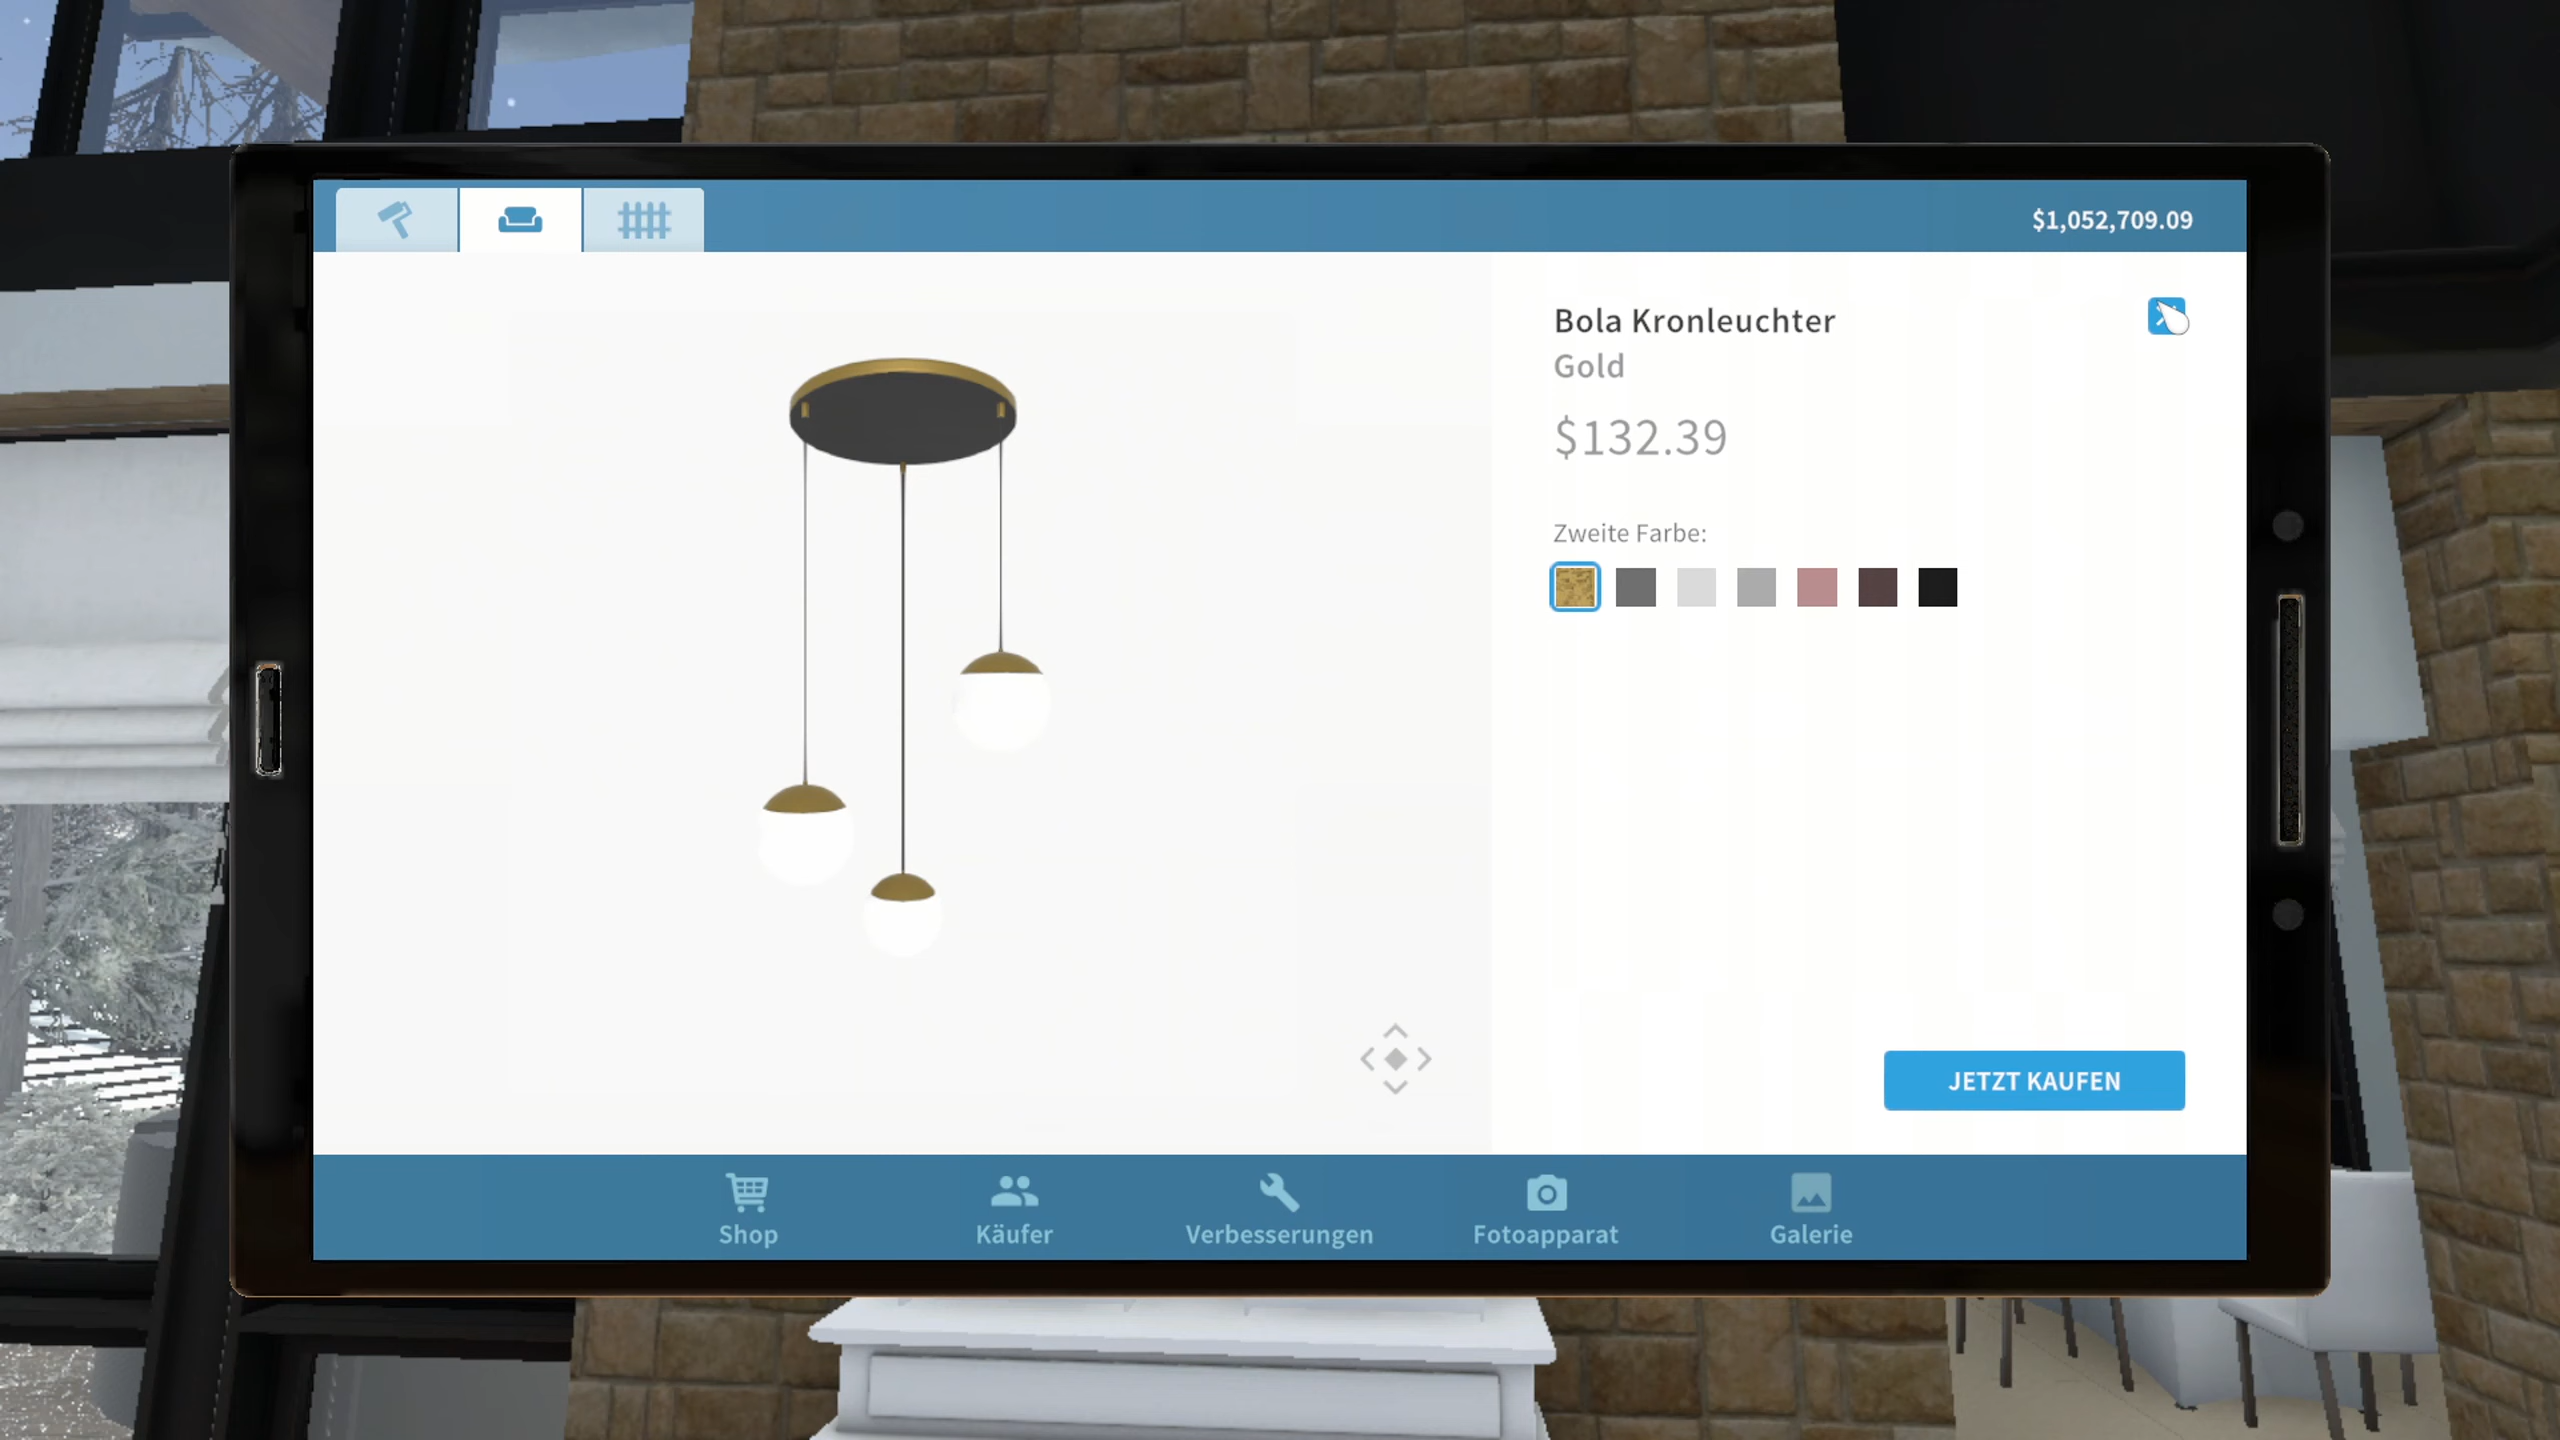 $1,052,709.09
Bola Kronleuchter
Gold
$132.39
Zweite Farbe:
JETZT KAUFEN
Shop
Käufer
Verbesserungen
Fotoapparat
Galerie